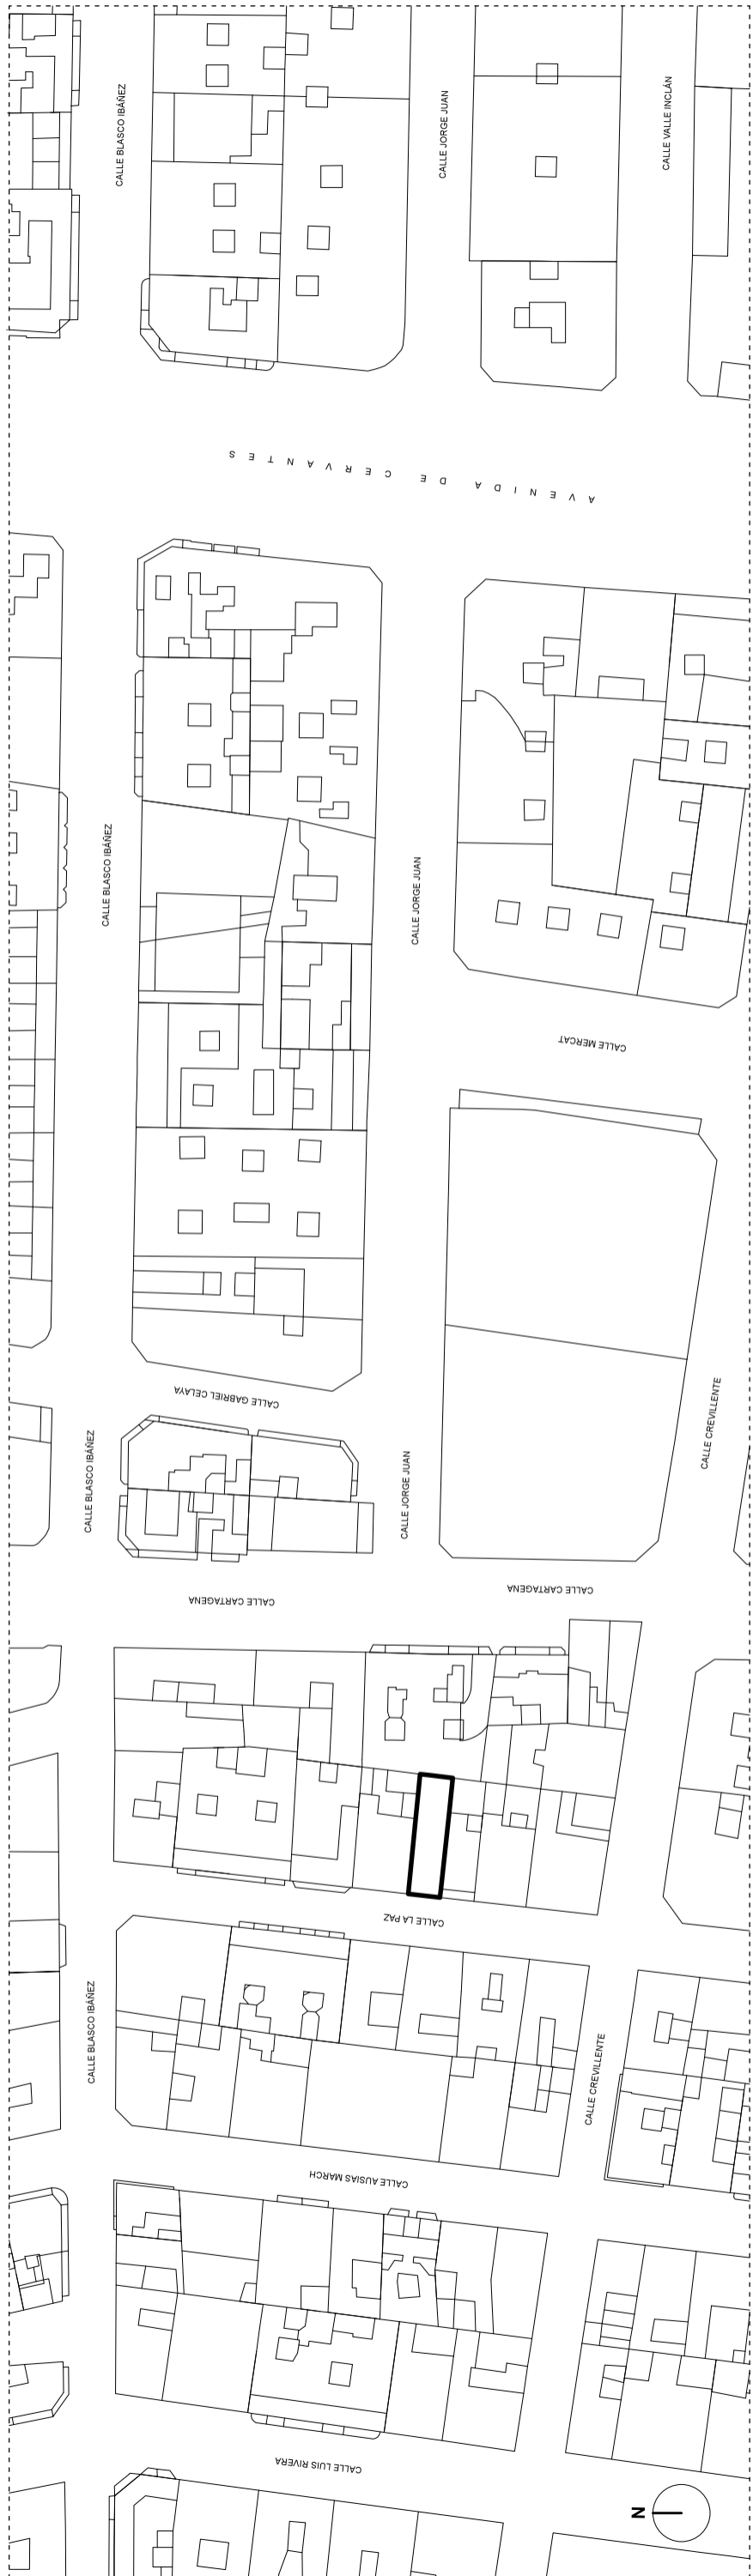 CALLE BLASCO IBÁÑEZ
CALLE JORGE JUAN
CALLE VALLE INCLÁN
AVENIDA DE CERVANTES
CALLE BLASCO IBÁÑEZ
CALLE JORGE JUAN
CALLE MERCAT
CALLE GABRIEL CELAYA
CALLE CREVILLENTE
CALLE BLASCO IBÁÑEZ
CALLE JORGE JUAN
CALLE CARTAGENA
CALLE CARTAGENA
CALLE LA PAZ
CALLE BLASCO IBÁÑEZ
CALLE CREVILLENTE
CALLE AUSIAS MARCH
CALLE LUIS RIVERA
N